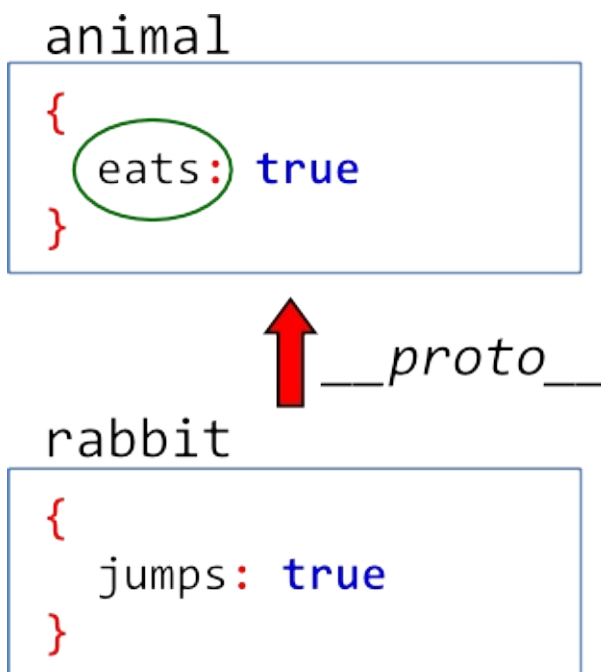 animal
{
eats: true
}
__proto__
rabbit
{
jumps: true
}